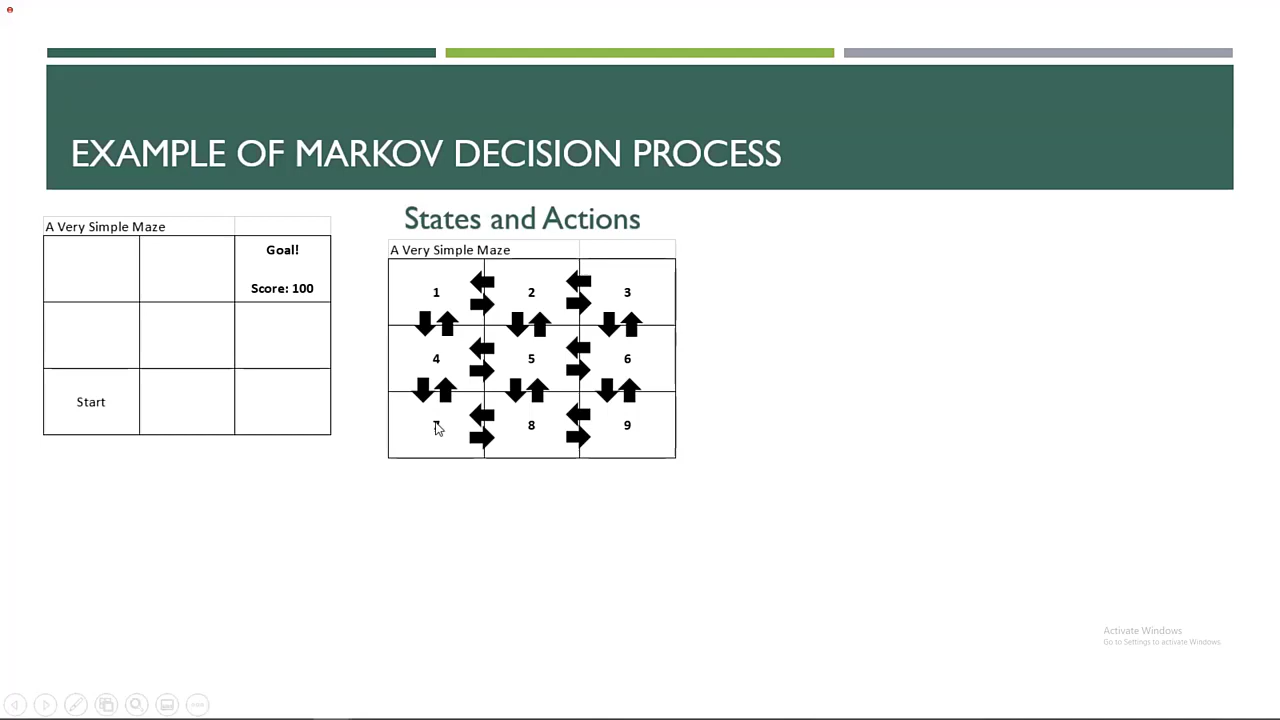 EXAMPLE OF MARKOV DECISION PROCESS
A Very Simple Maze
Goal!
Score: 100
Start
States and Actions
A Very Simple Maze
1 2 3
4 5 6
8 9
Activate Windows
Go to Settings to activate Windows.